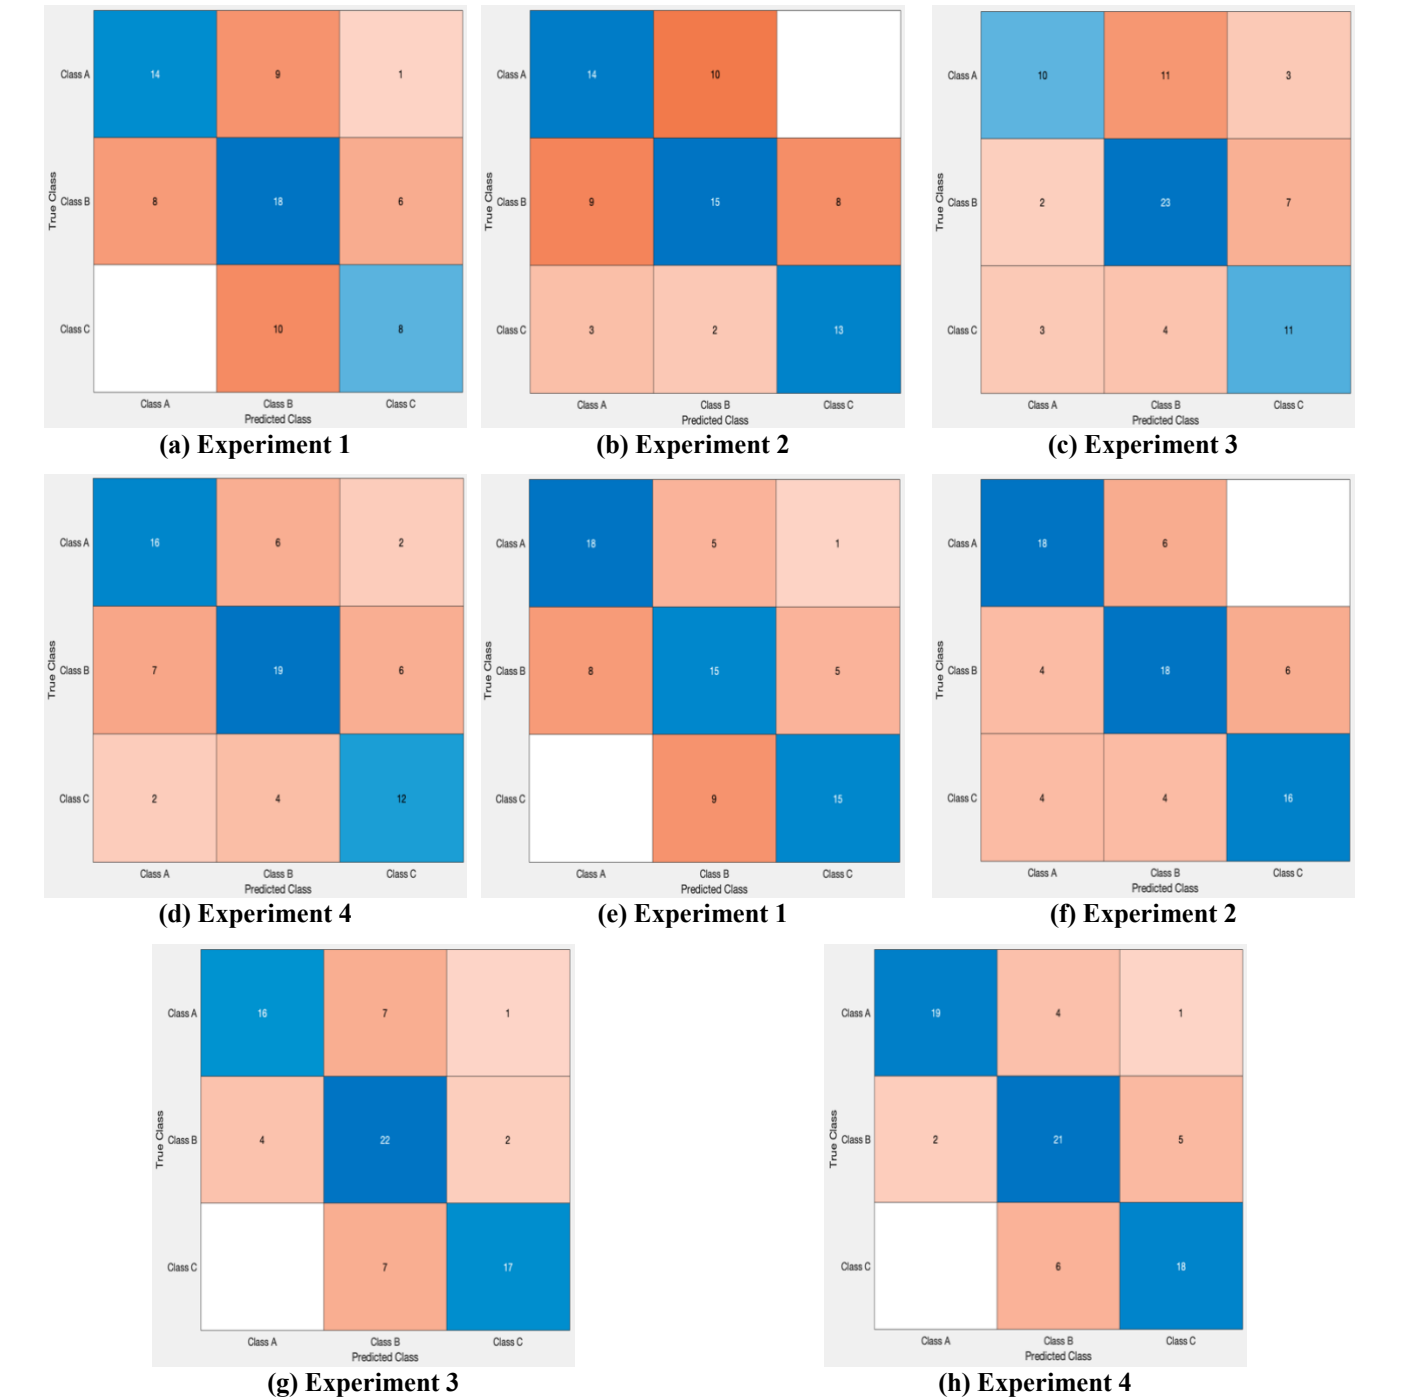 True Class
Class A
14
9
1
Class B
8
18
6
Class C
10
8
Class A Class B Class C
Predicted Class
(a) Experiment 1
True Class
Class A
14
10
Class B
9
15
8
Class C
3
2
13
Class A Class B Class C
Predicted Class
(b) Experiment 2
True Class
Class A
10
11
3
Class B
2
23
7
Class C
3
4
11
Class A Class B Class C
Predicted Class
(c) Experiment 3
True Class
Class A
16
6
2
Class B
7
19
6
Class C
2
4
12
Class A Class B Class C
Predicted Class
(d) Experiment 4
True Class
Class A
18
5
1
Class B
8
15
5
Class C
9
15
Class A Class B Class C
Predicted Class
(e) Experiment 1
True Class
Class A
18
6
Class B
4
18
6
Class C
4
4
16
Class A Class B Class C
Predicted Class
(f) Experiment 2
True Class
Class A
16
7
1
Class B
4
22
2
Class C
7
17
Class A Class B Class C
Predicted Class
(g) Experiment 3
True Class
Class A
19
4
1
Class B
2
21
5
Class C
6
18
Class A Class B Class C
Predicted Class
(h) Experiment 4